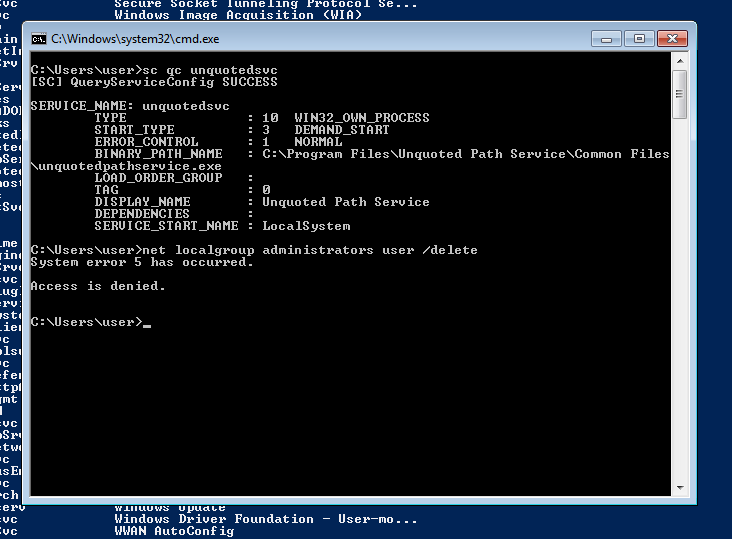 vc Secure Socket Tunneling Protocol Se...
vc Windows Image Acquisition (WIA)
C:\Windows\system32\cmd.exe
C:\Users\user>sc qc unquotedsvc
[SC] QueryServiceConfig SUCCESS
SERVICE_NAME: unquotedsvc
TYPE : 10 WIN32_OWN_PROCESS
START_TYPE : 3 DEMAND_START
ERROR_CONTROL : 1 NORMAL
BINARY_PATH_NAME : C:\Program Files\Unquoted Path Service\Common Files
\unquotedpathservice.exe
LOAD_ORDER_GROUP :
TAG : 0
DISPLAY_NAME : Unquoted Path Service
DEPENDENCIES :
SERVICE_START_NAME : LocalSystem
C:\Users\user>net localgroup administrators user /delete
System error 5 has occurred.
Access is denied.
C:\Users\user>_
Windows Update
vc Windows Driver Foundation - User-mo...
vc WWAN AutoConfig